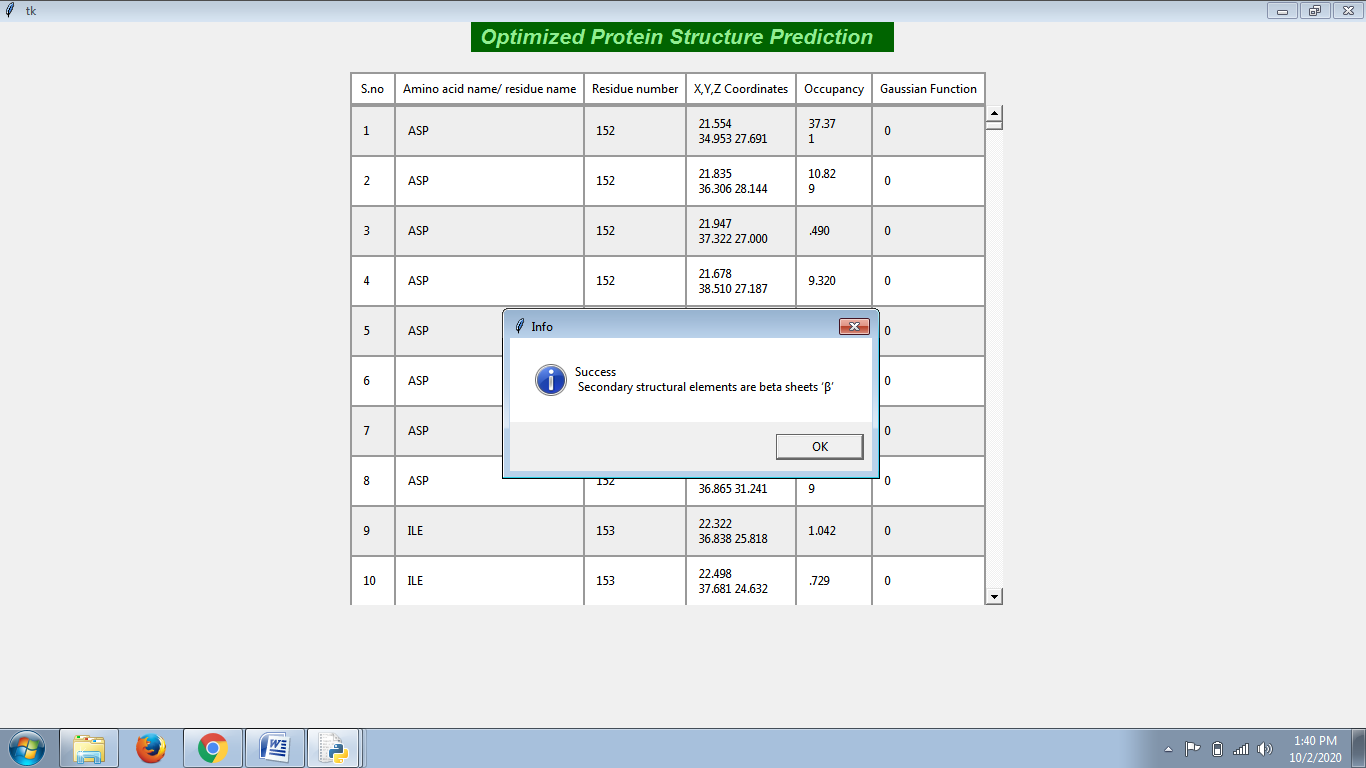 tk
Optimized Protein Structure Prediction
S.no Amino acid name/ residue name Residue number X,Y,Z Coordinates Occupancy Gaussian Function
1 ASP 152 21.554 37.37 0
34.953 27.691 1
2 ASP 152 21.835 10.82 0
36.306 28.144 9
3 ASP 152 21.947 .490 0
37.322 27.000
4 ASP 152 21.678 9.320 0
38.510 27.187
5 ASP 0
6 ASP 0
7 ASP 0
Info
Success
Secondary structural elements are beta sheets 'β'
OK
8 ASP 152 0
36.865 31.241 9
9 ILE 153 22.322 1.042 0
36.838 25.818
10 ILE 153 22.498 .729 0
37.681 24.632
1:40 PM
10/2/2020